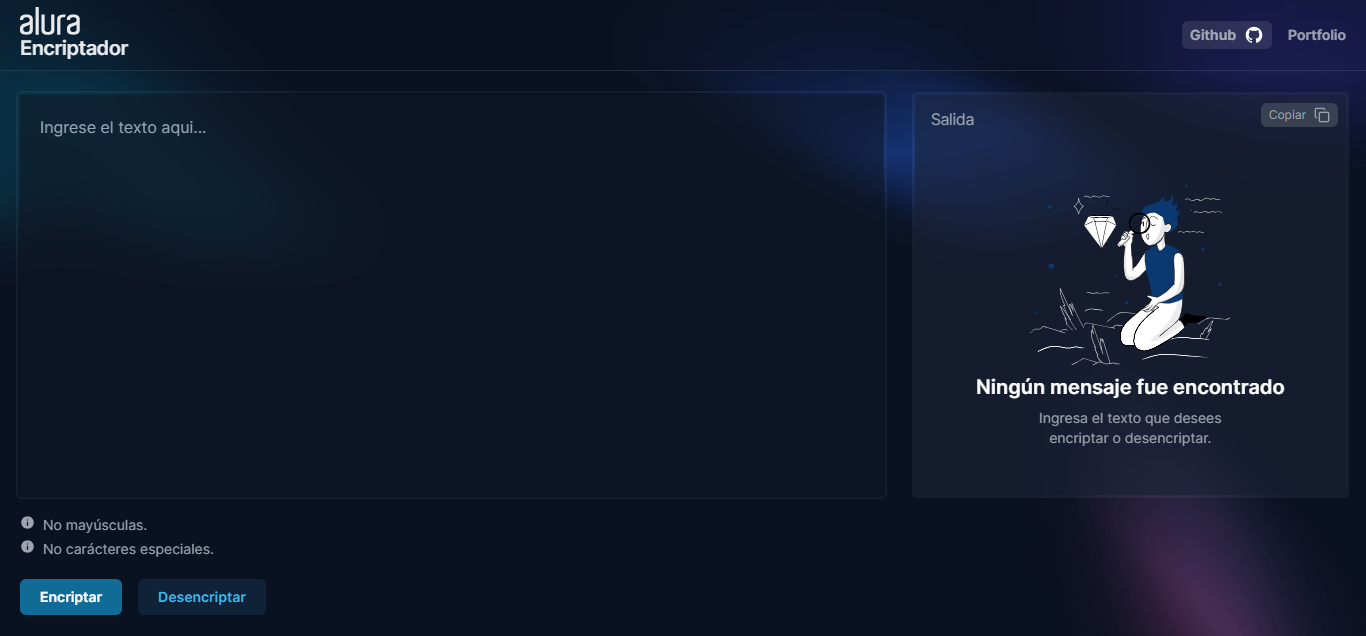 alura
Encriptador
Github
Portfolio
Ingrese el texto aqui...
Salida
Copiar
Ningún mensaje fue encontrado
Ingresa el texto que desees
encriptar o desencriptar.
No mayúsculas.
No carácteres especiales.
Encriptar
Desencriptar